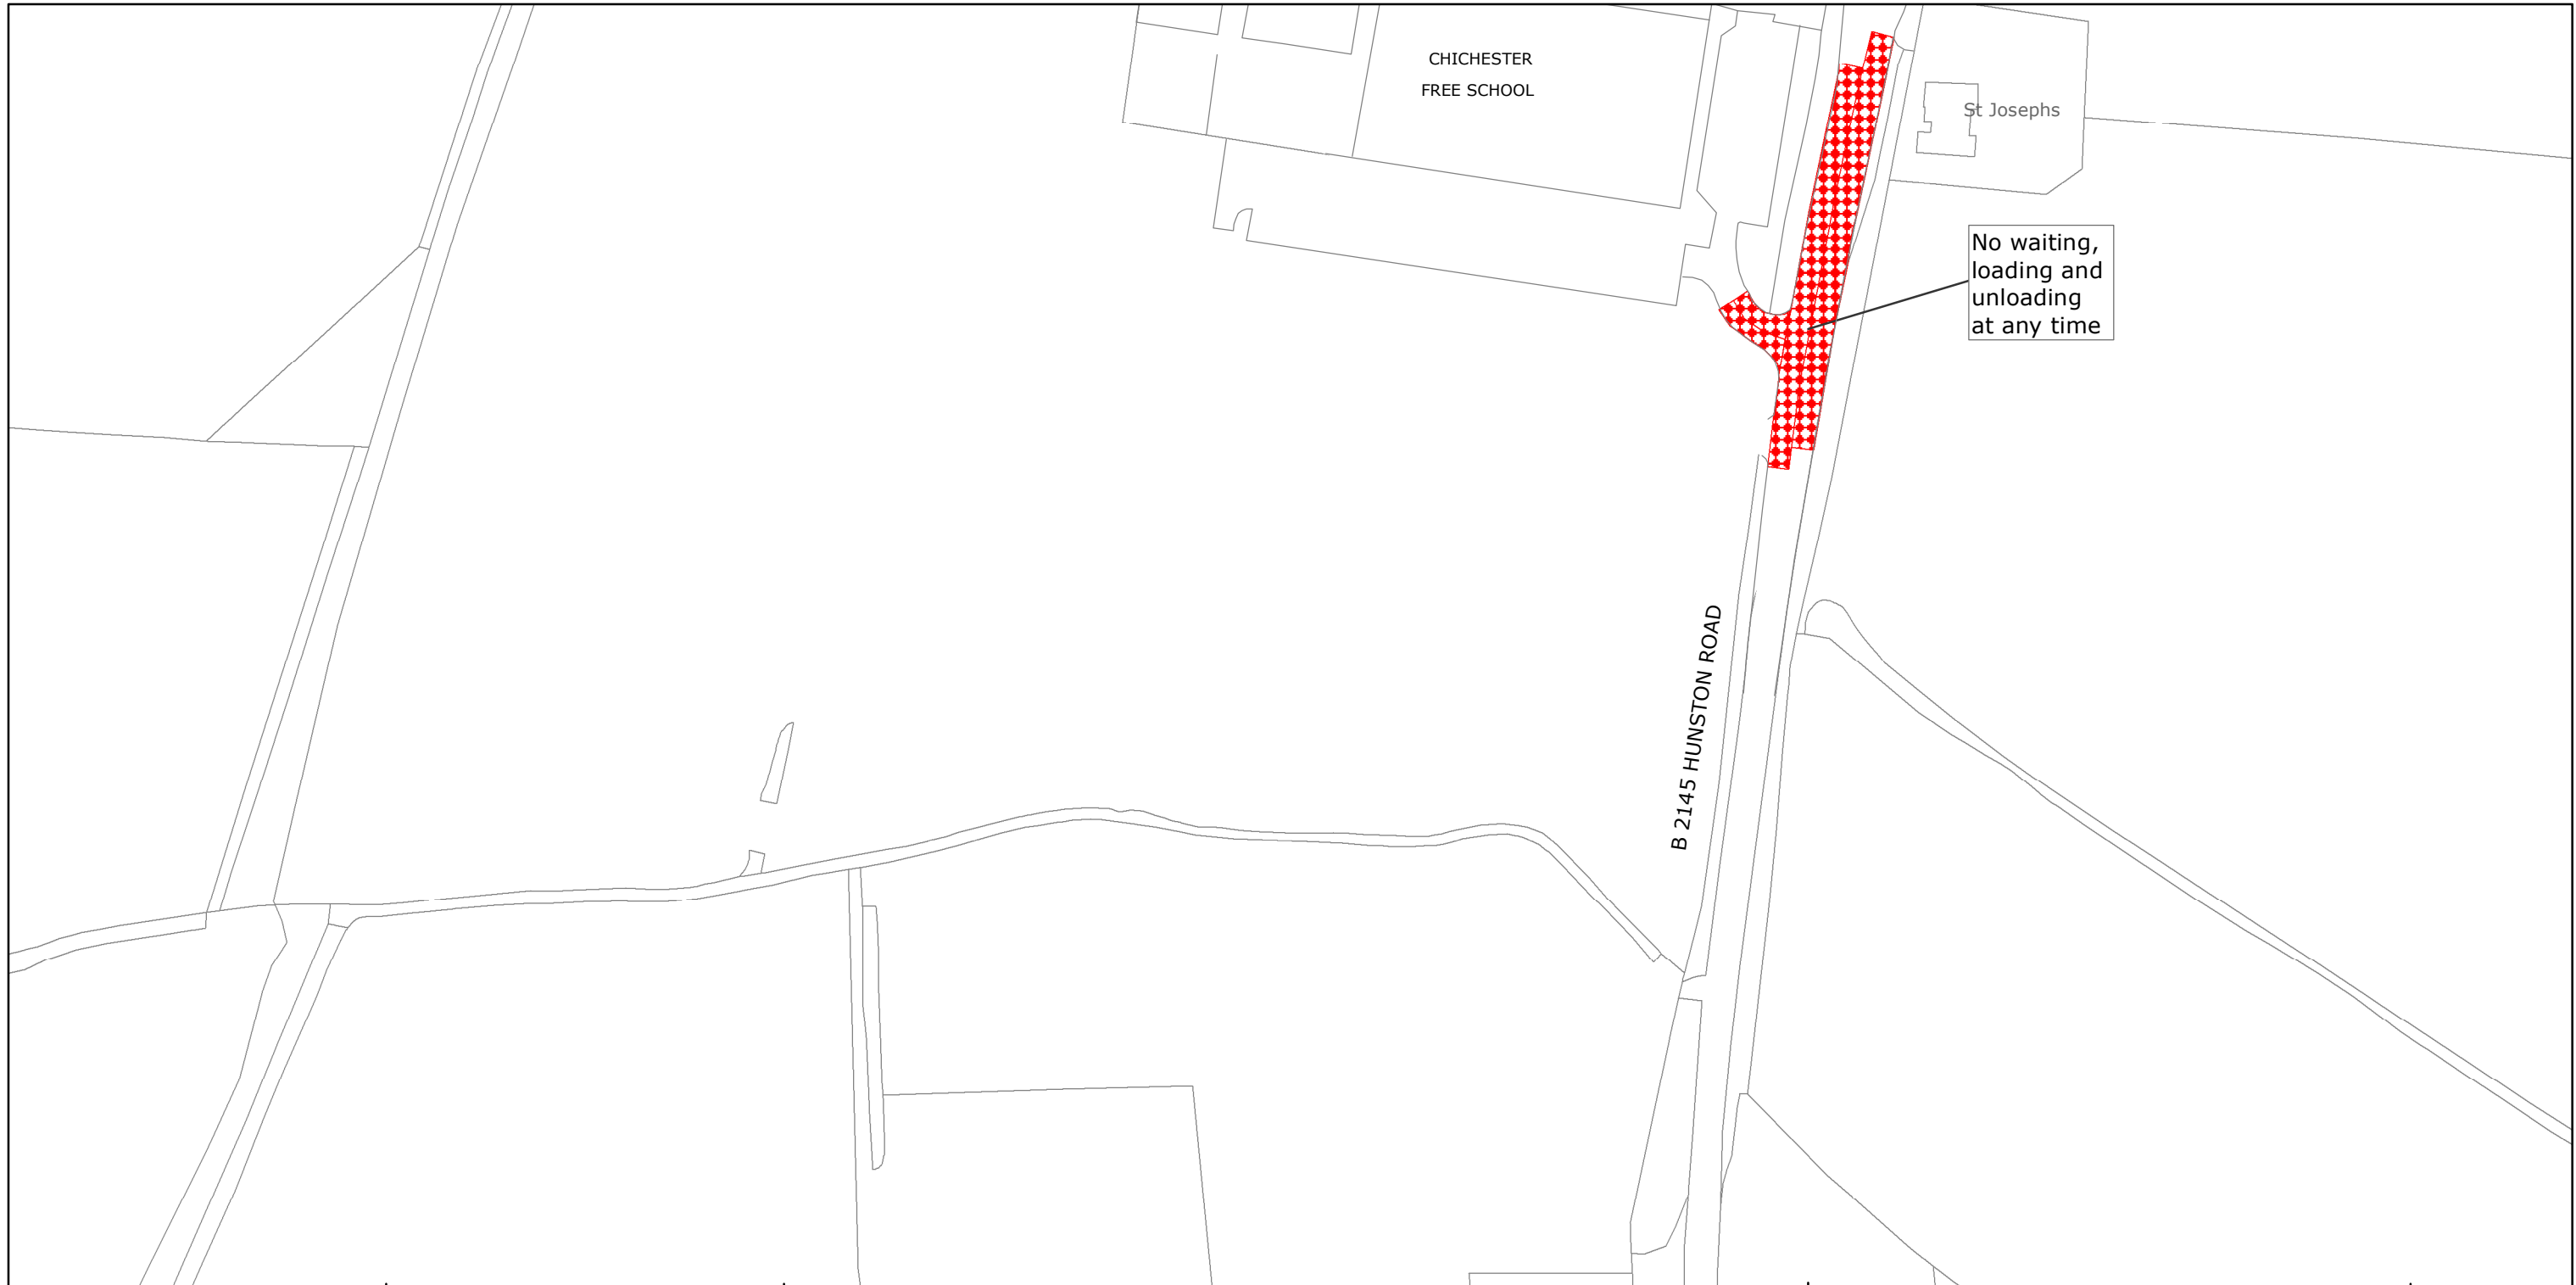 CHICHESTER
FREE SCHOOL
St Josephs
No waiting,
loading and
unloading
at any time
B 2145 HUNSTON ROAD